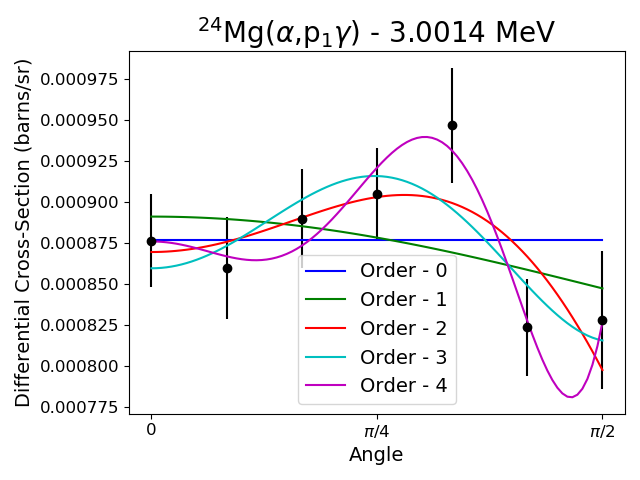 ²⁴Mg(α,p₁γ) - 3.0014 MeV
Differential Cross-Section (barns/sr)
0.000975
0.000950
0.000925
0.000900
0.000875
0.000850
0.000825
0.000800
0.000775
Order - 0
Order - 1
Order - 2
Order - 3
Order - 4
0
π/4
π/2
Angle